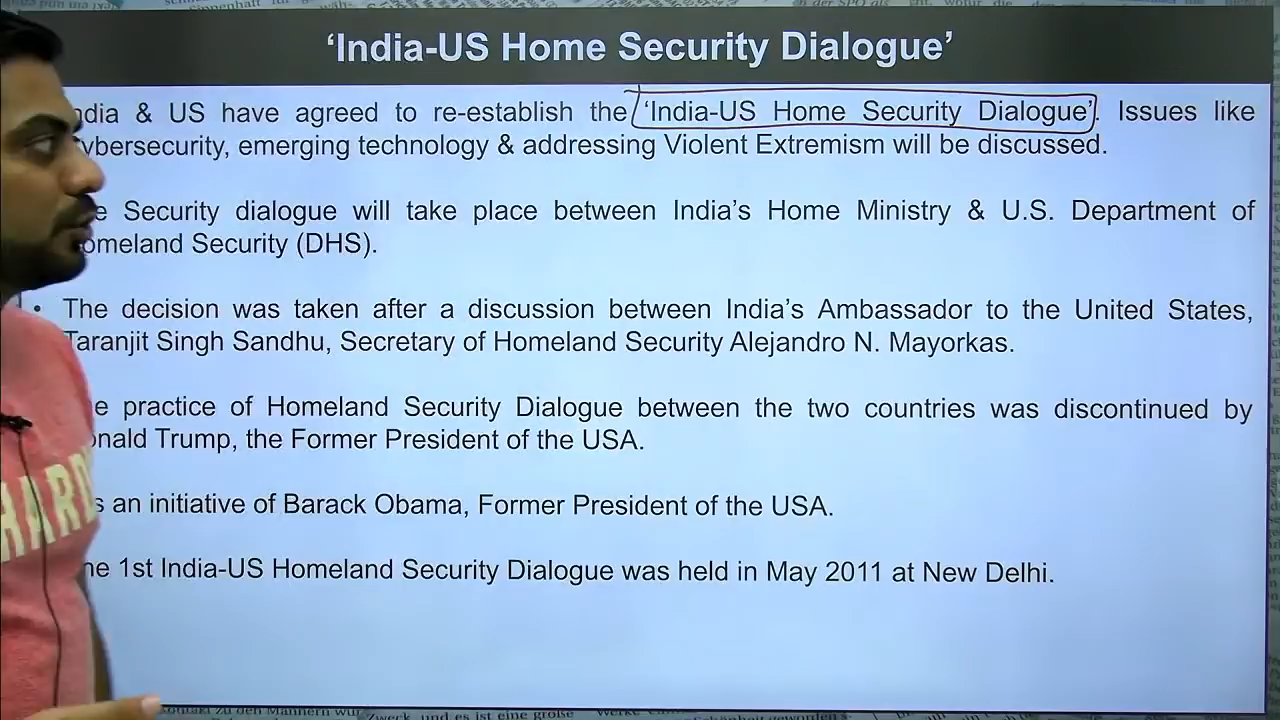 'India-US Home Security Dialogue'
ndia & US have agreed to re-establish the 'India-US Home Security Dialogue'. Issues like
ybersecurity, emerging technology & addressing Violent Extremism will be discussed.
e Security dialogue will take place between India's Home Ministry & U.S. Department of
omeland Security (DHS).
• The decision was taken after a discussion between India's Ambassador to the United States,
Taranjit Singh Sandhu, Secretary of Homeland Security Alejandro N. Mayorkas.
e practice of Homeland Security Dialogue between the two countries was discontinued by
onald Trump, the Former President of the USA.
s an initiative of Barack Obama, Former President of the USA.
he 1st India-US Homeland Security Dialogue was held in May 2011 at New Delhi.
HAR